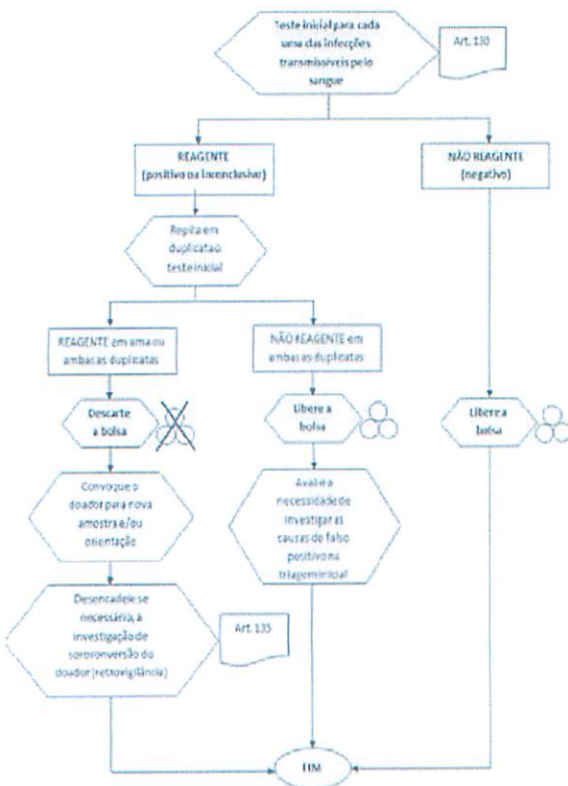 Teste inicial para cada
uma das infecções
transmissíveis pelo
sangue
Art. 130
REAGENTE
(positivo ou inconclusivo)
NÃO REAGENTE
(negativo)
Repita em
duplicata o
teste inicial
REAGENTE em uma ou
ambas as duplicatas
NÃO REAGENTE em
ambas as duplicatas
Descarte
a bolsa
Libere a
bolsa
Libere a
bolsa
Convoque o
doador para nova
amostra e/ou
orientação
Avalie a
necessidade de
investigar as
causas de falso
positivo na
triagem inicial
Desencadeie se
necessário, a
investigação de
soroconversão do
doador (retrovigilância)
Art. 135
FIM